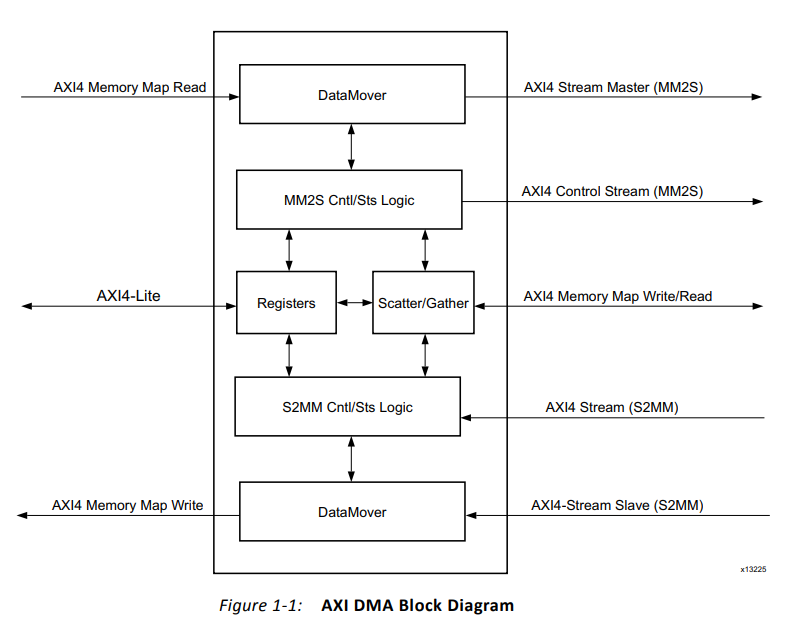 AXI4 Memory Map Read
DataMover
AXI4 Stream Master (MM2S)
MM2S Cntl/Sts Logic
AXI4 Control Stream (MM2S)
AXI4-Lite
Registers
Scatter/Gather
AXI4 Memory Map Write/Read
S2MM Cntl/Sts Logic
AXI4 Stream (S2MM)
AXI4 Memory Map Write
DataMover
AXI4-Stream Slave (S2MM)
x13225
Figure 1-1: AXI DMA Block Diagram